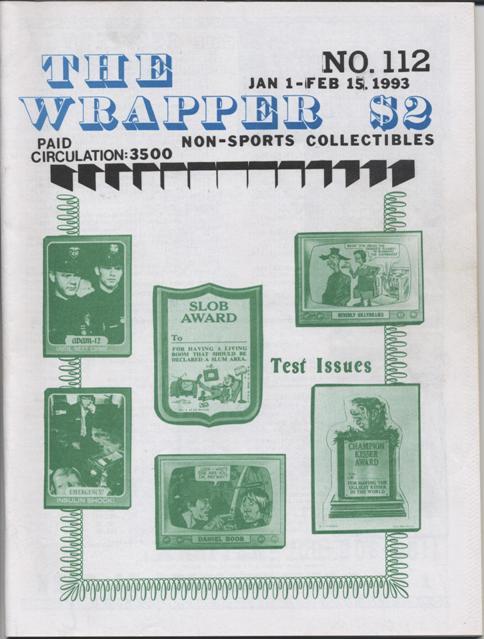 THE
NO. 112
JAN 1-FEB 15, 1993
WRAPPER $2
PAID
CIRCULATION: 3500
NON-SPORTS COLLECTIBLES
adam-12
BEVERLY HILLBILLIES
SLOB
AWARD
To
FOR HAVING A LIVING
ROOM THAT SHOULD BE
DECLARED A SLUM AREA.
Test Issues
EMERGENCY!
INSULIN SHOCK!
CHAMPION
KISSER
AWARD
FOR HAVING THE
UGLIEST KISSER
IN THE WORLD
DANIEL BOOB